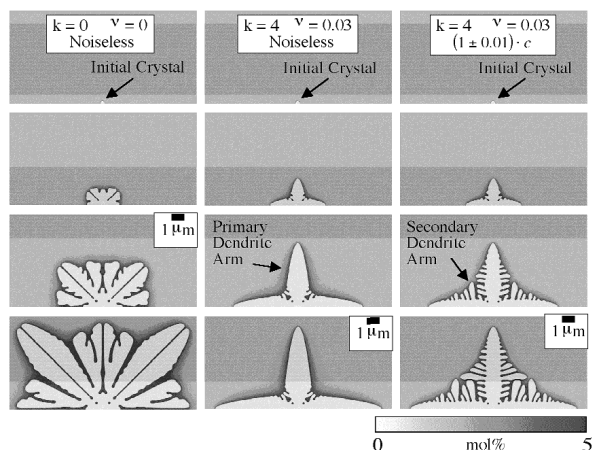 k = 0 ν = 0
Noiseless
Initial Crystal
k = 4 ν = 0.03
Noiseless
Initial Crystal
k = 4 ν = 0.03
(1 ± 0.01) · c
Initial Crystal
1 μm
Primary
Dendrite
Arm
Secondary
Dendrite
Arm
1 μm
1 μm
0 mol% 5